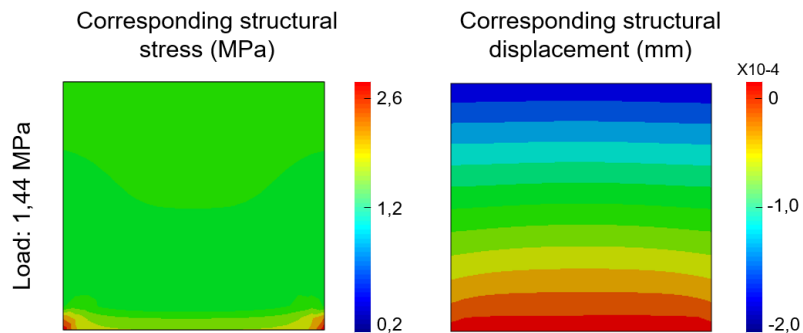 Corresponding structural
stress (MPa)
Corresponding structural
displacement (mm)
X10-4
Load: 1,44 MPa
2,6
1,2
0,2
0
-1,0
-2,0